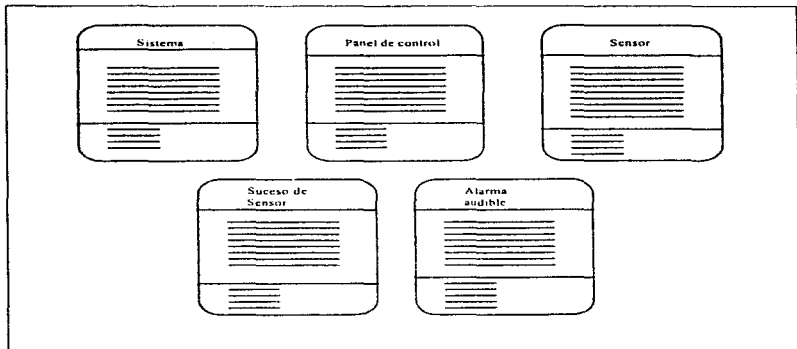 Sistema
Panel de control
Sensor
Suceso de
Sensor
Alarma
audible